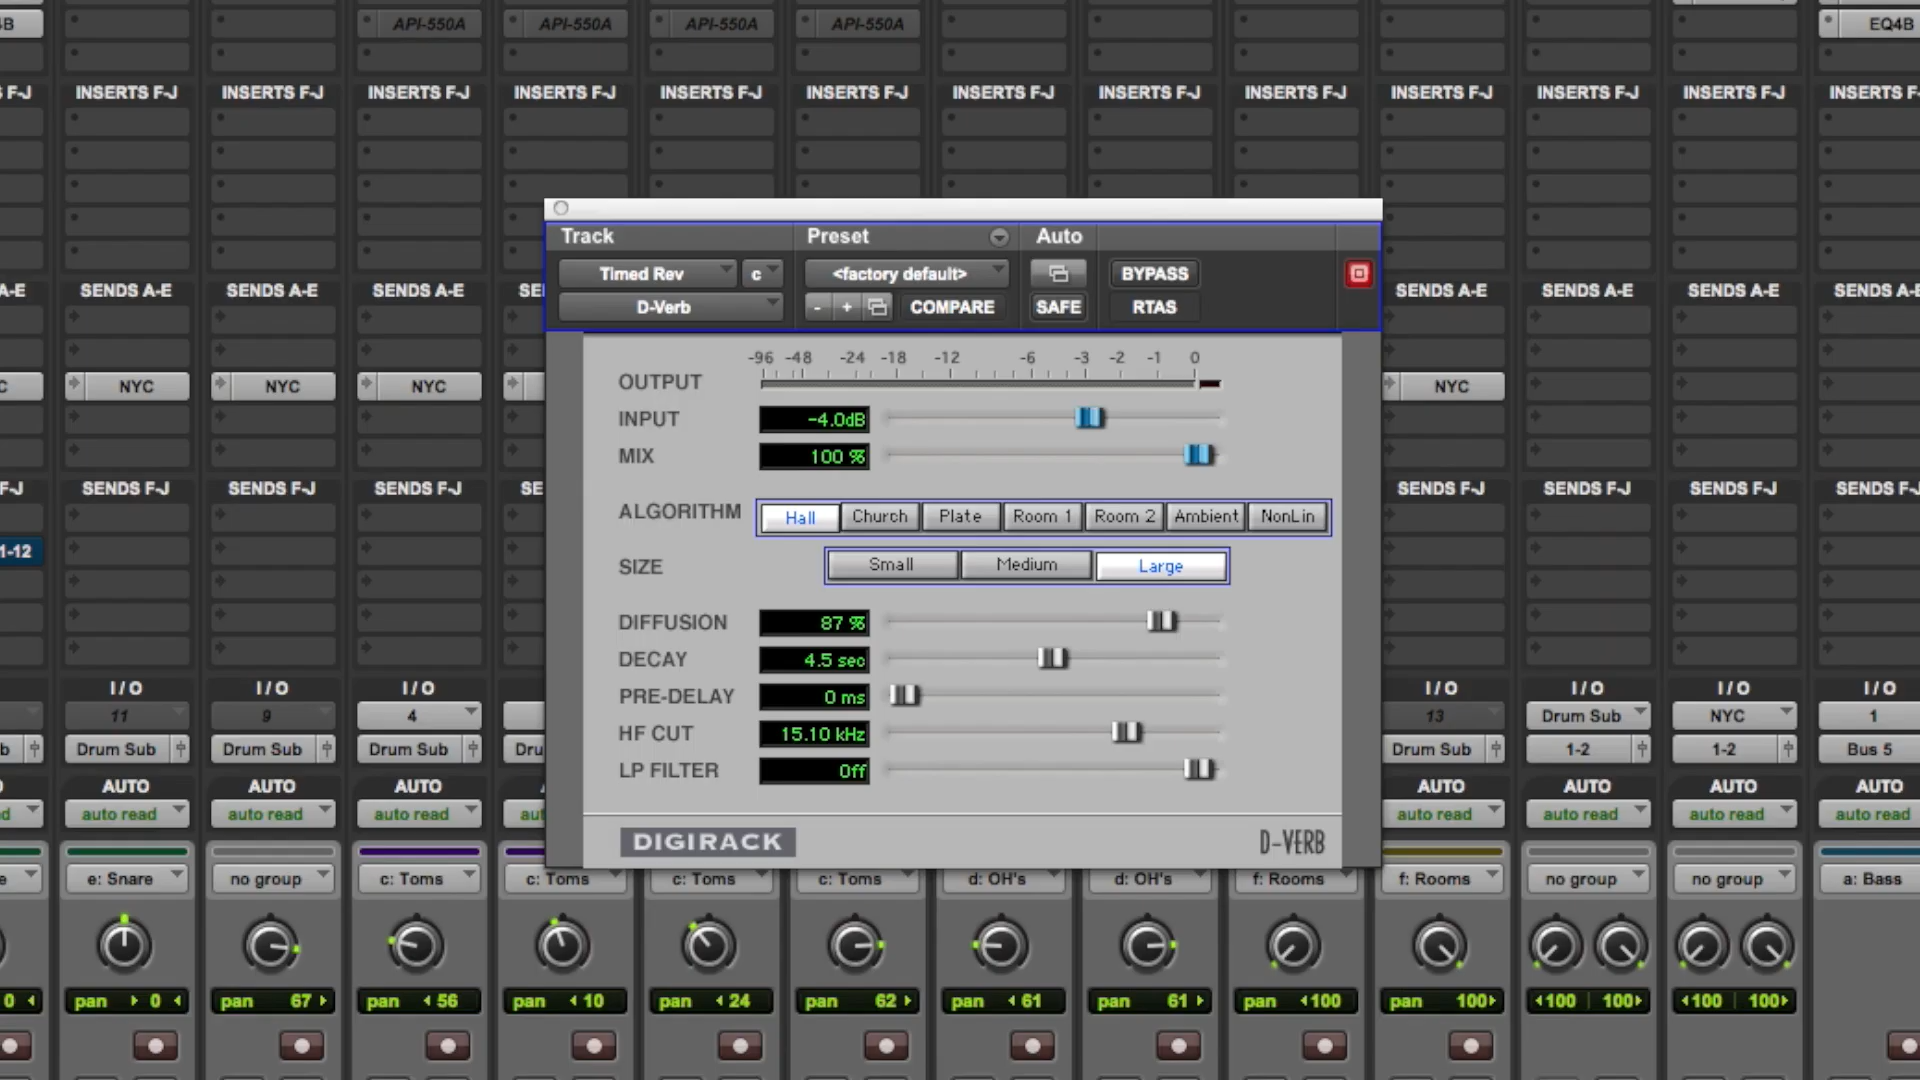 4B API-550A API-550A API-550A API-550A EQ4B
S F-J INSERTS F-J INSERTS F-J INSERTS F-J INSERTS F-J INSERTS F-J INSERTS F-J INSERTS F-J INSERTS F-J INSERTS F-J INSERTS F-J INSERTS F-J INSERTS F-J INSERTS F-
Track Preset Auto
Timed Rev c <factory default> BYPASS
D-Verb - + COMPARE SAFE RTAS
A-E SENDS A-E SENDS A-E SENDS A-E SE SENDS A-E SENDS A-E SENDS A-E SENDS A-
-96 -48 -24 -18 -12 -6 -3 -2 -1 0
OUTPUT
C NYC NYC NYC NYC
INPUT -4.0dB
MIX 100 %
F-J SENDS F-J SENDS F-J SENDS F-J SE SENDS F-J SENDS F-J SENDS F-J SENDS F-
ALGORITHM Hall Church Plate Room 1 Room 2 Ambient NonLin
1-12
SIZE Small Medium Large
DIFFUSION 87 %
DECAY 4.5 sec
PRE-DELAY 0 ms
I/O I/O I/O I/O I/O I/O I/O
11 9 4 13 Drum Sub NYC 1
HF CUT 15.10 kHz
b Drum Sub Drum Sub Drum Sub Dru Drum Sub 1-2 1-2 Bus 5
LP FILTER Off
O AUTO AUTO AUTO A AUTO AUTO AUTO AUTO
ad auto read auto read auto read aut auto read auto read auto read auto read
DIGIRACK D-VERB
e e: Snare no group c: Toms c: Toms c: Toms c: Toms d: OH's d: OH's f: Rooms f: Rooms no group no group a: Bass
0 pan 0 pan 67 pan 56 pan 10 pan 24 pan 62 pan 61 pan 61 pan 100 pan 100 100 100 100 100